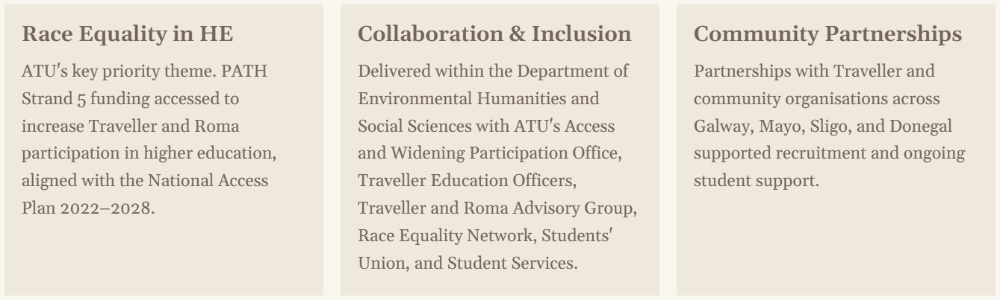 Race Equality in HE
ATU's key priority theme. PATH
Strand 5 funding accessed to
increase Traveller and Roma
participation in higher education,
aligned with the National Access
Plan 2022–2028.
Collaboration & Inclusion
Delivered within the Department of
Environmental Humanities and
Social Sciences with ATU's Access
and Widening Participation Office,
Traveller Education Officers,
Traveller and Roma Advisory Group,
Race Equality Network, Students'
Union, and Student Services.
Community Partnerships
Partnerships with Traveller and
community organisations across
Galway, Mayo, Sligo, and Donegal
supported recruitment and ongoing
student support.